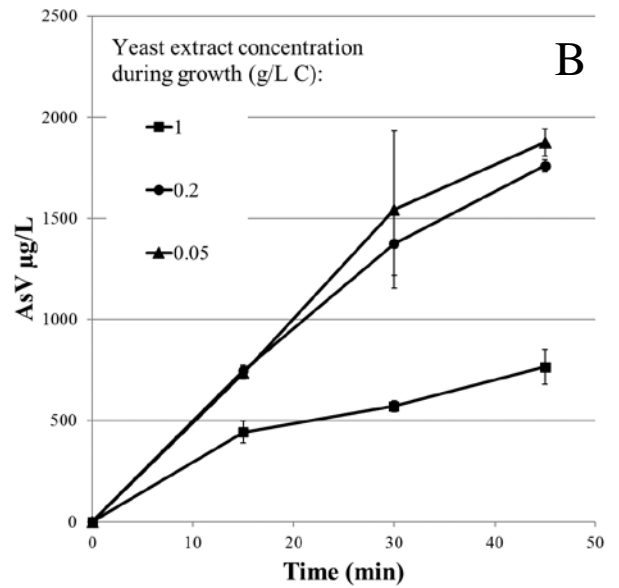 2500
2000
1500
1000
500
0
AsV µg/L
Yeast extract concentration
during growth (g/L C):
1
0.2
0.05
B
0 10 20 30 40 50
Time (min)